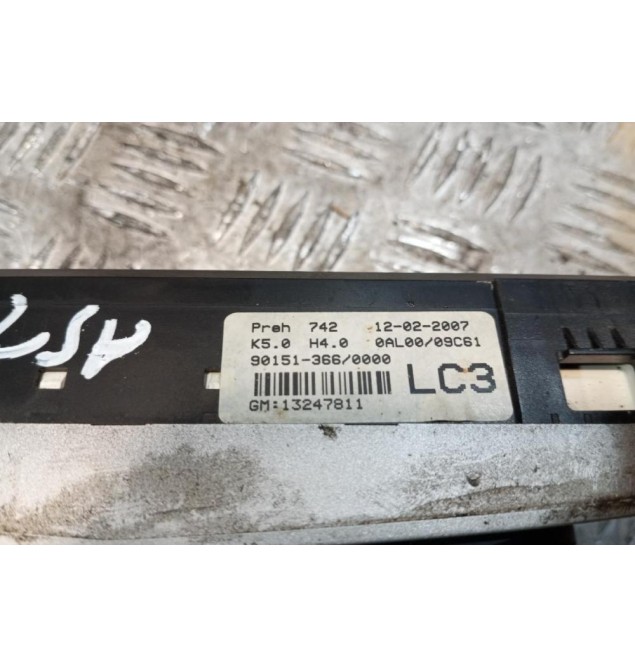 Preh 742 12-02-2007
K5.0 H4.0 0AL00/09C61
90151-366/0000
LC3
GM:13247811